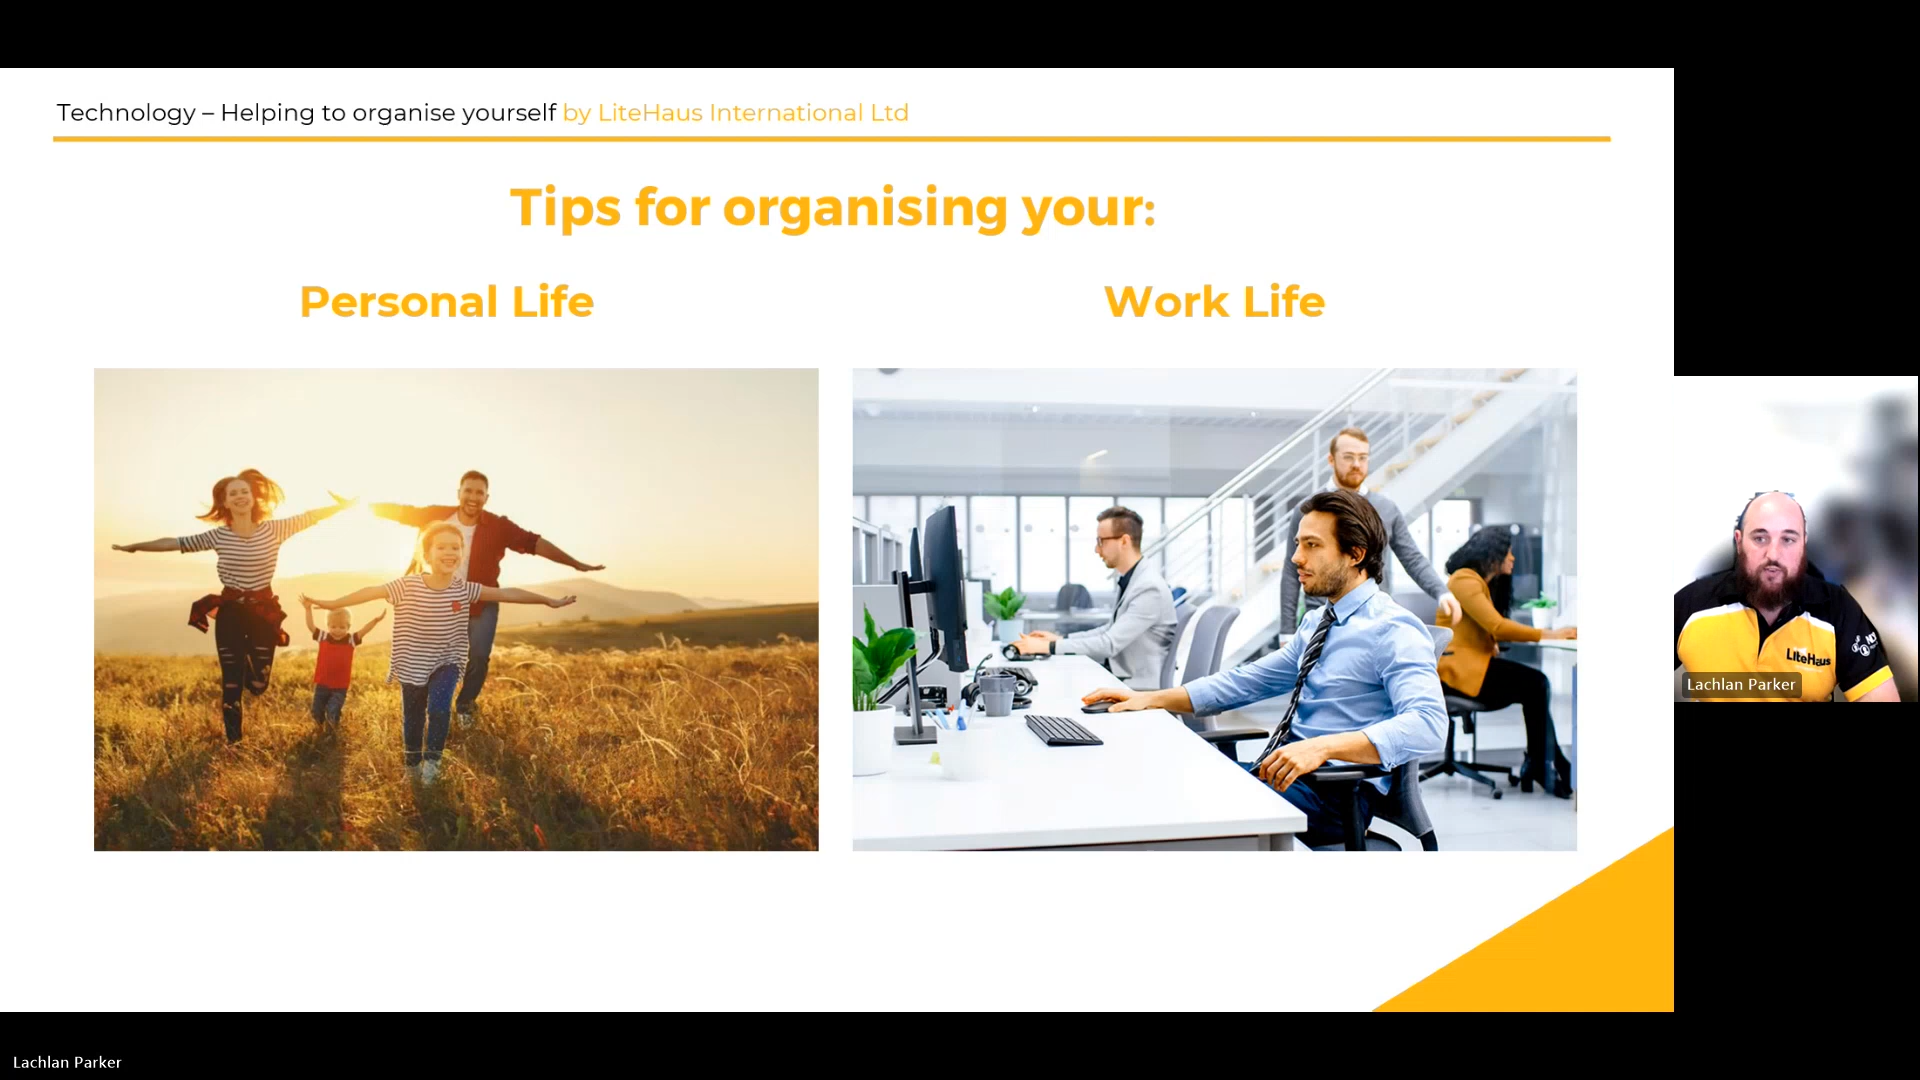 Technology – Helping to organise yourself by LiteHaus International Ltd
Tips for organising your:
Personal Life
Work Life
LiteHaus
Lachlan Parker
Lachlan Parker